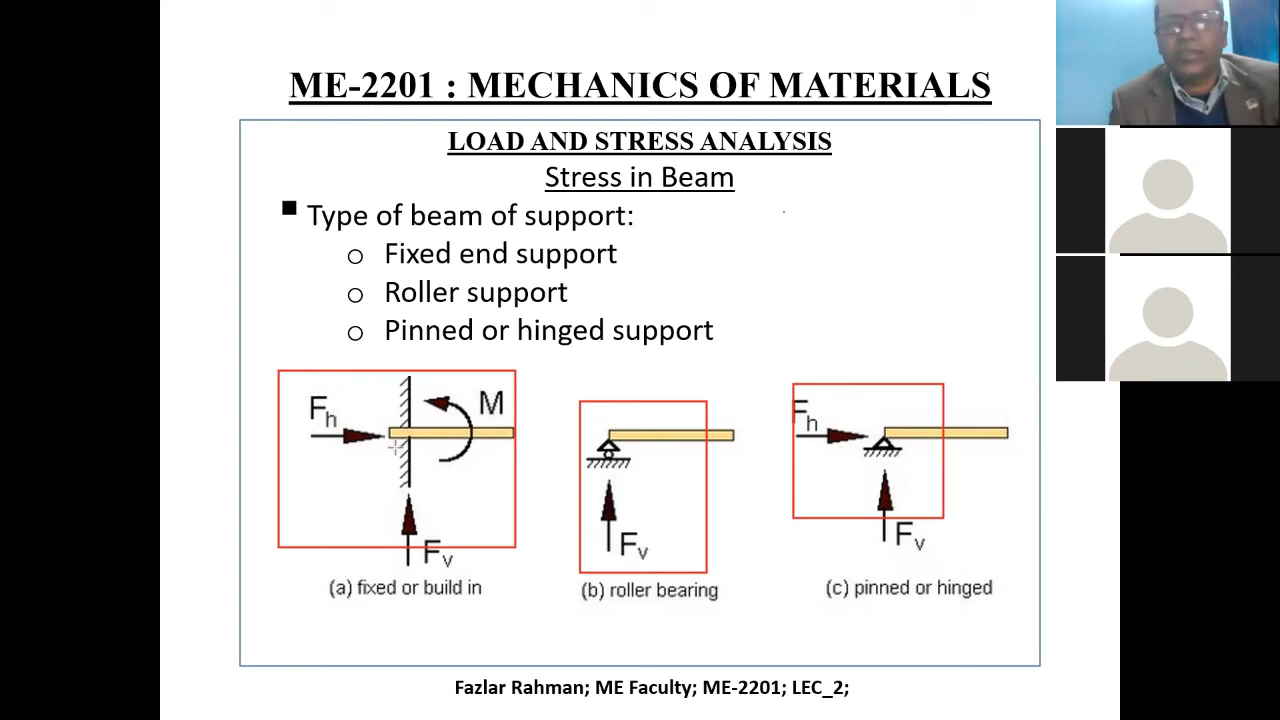 ME-2201 : MECHANICS OF MATERIALS
LOAD AND STRESS ANALYSIS
Stress in Beam
Type of beam of support:
Fixed end support
Roller support
Pinned or hinged support
Fh
M
Fv
(a) fixed or build in
Fv
(b) roller bearing
Fh
Fv
(c) pinned or hinged
Fazlar Rahman; ME Faculty; ME-2201; LEC_2;